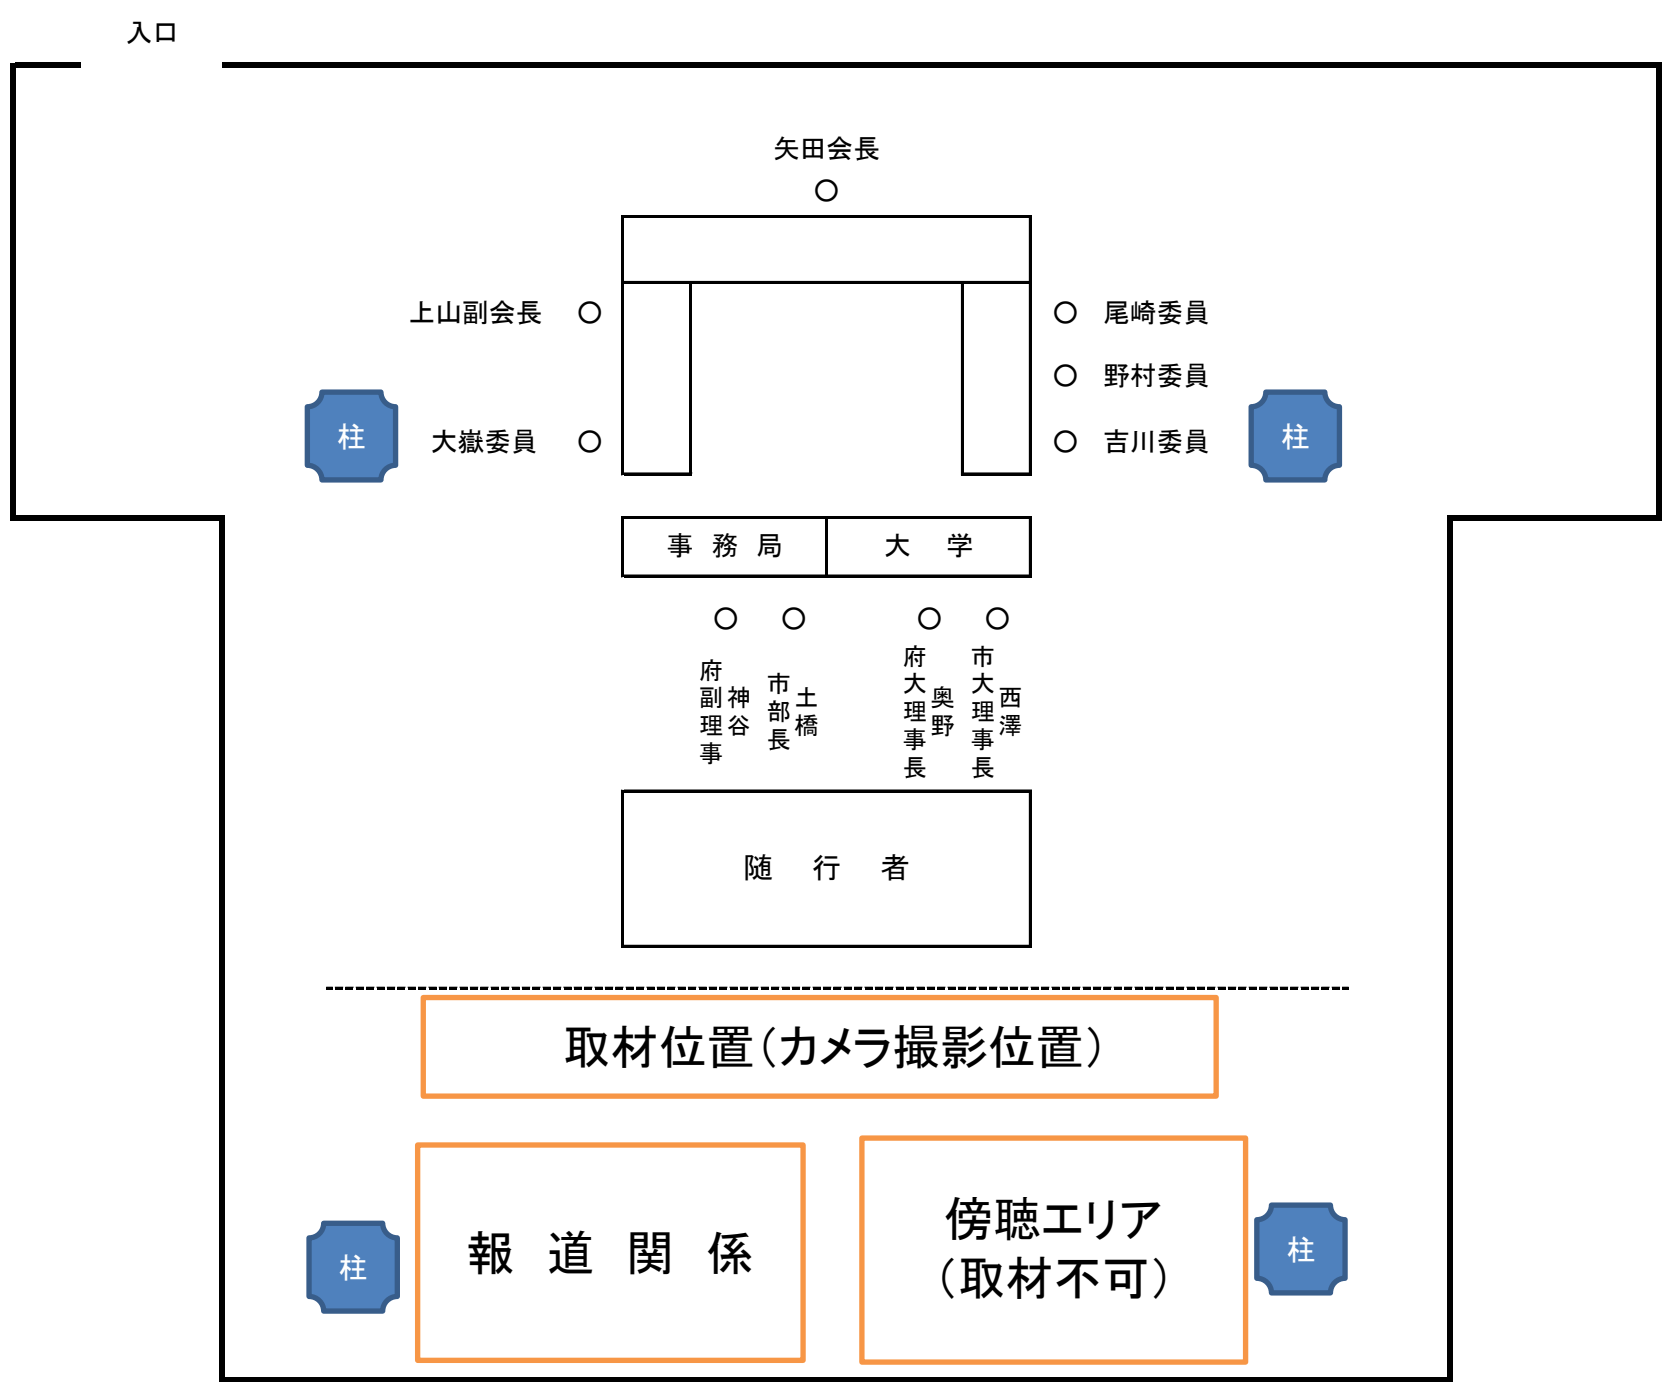 入口
矢田会長
上山副会長
尾崎委員
野村委員
大嶽委員
吉川委員
柱
柱
事務局
大学
神谷
府副理事
土橋
市部長
奥野
府大理事長
西澤
市大理事長
随行者
取材位置(カメラ撮影位置)
報道関係
傍聴エリア
(取材不可)
柱
柱